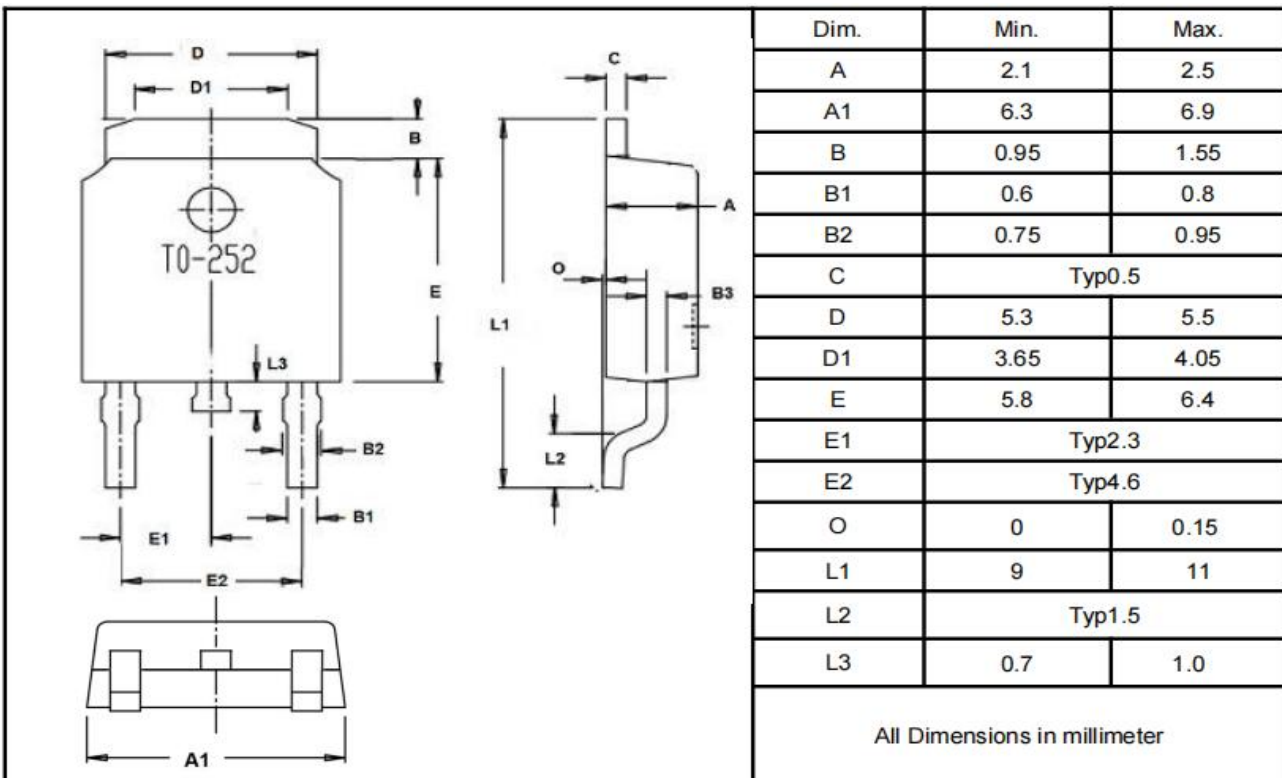 D
D1
B
TO-252
E
L3
B2
B1
E1
E2
A1
C
A
O
B3
L1
L2
Dim. Min. Max.
A 2.1 2.5
A1 6.3 6.9
B 0.95 1.55
B1 0.6 0.8
B2 0.75 0.95
C Typ0.5
D 5.3 5.5
D1 3.65 4.05
E 5.8 6.4
E1 Typ2.3
E2 Typ4.6
O 0 0.15
L1 9 11
L2 Typ1.5
L3 0.7 1.0
All Dimensions in millimeter